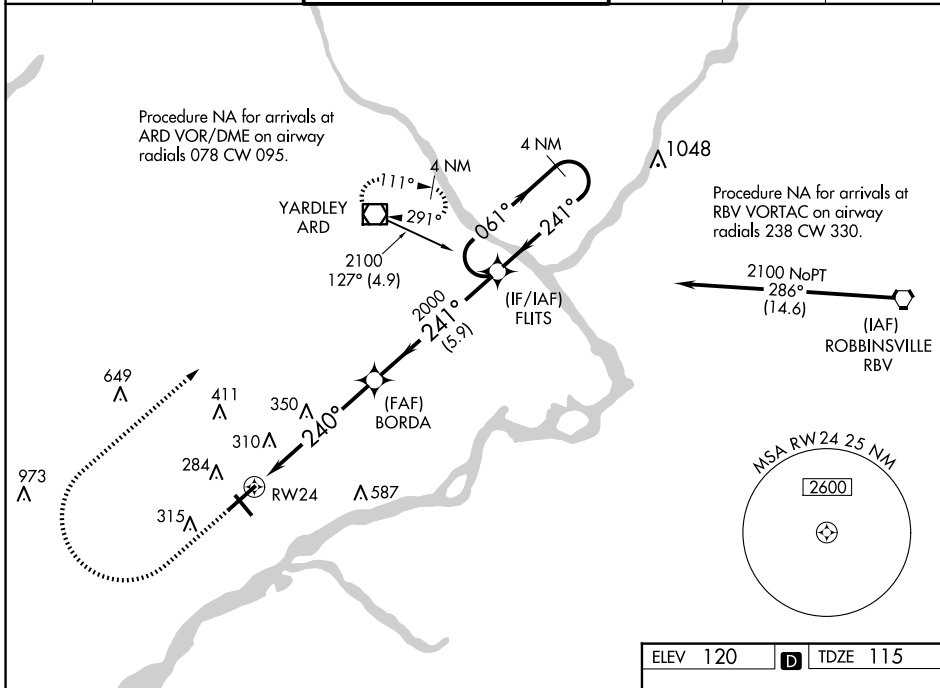 Procedure NA for arrivals at
ARD VOR/DME on airway
radials 078 CW 095.
4 NM
4 NM
1048
111°
291°
YARDLEY
ARD
061°
241°
Procedure NA for arrivals at
RBV VORTAC on airway
radials 238 CW 330.
2100
127° (4.9)
2100 NoPT
286°
(14.6)
(IF/IAF)
FLITS
2000
241°
(5.9)
(IAF)
ROBBINSVILLE
RBV
649
411
350
(FAF)
BORDA
240°
310
284
973
RW24
587
315
MSA RW24 25 NM
2600
ELEV 120
D
TDZE 115